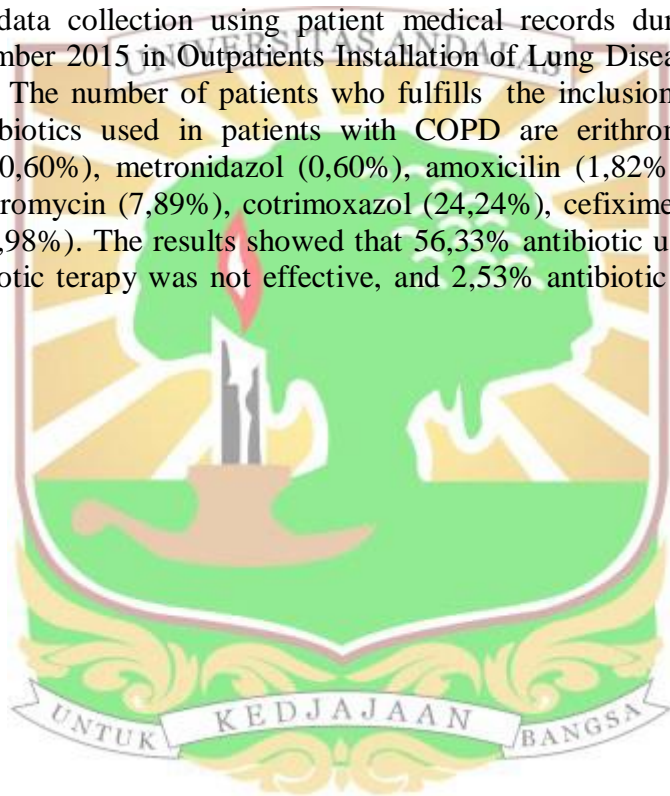 data collection using patient medical records dur
mber 2015 in Outpatients Installation of Lung Disea
The number of patients who fulfills the inclusion
biotics used in patients with COPD are erithron
0,60%), metronidazol (0,60%), amoxicilin (1,82%
romycin (7,89%), cotrimoxazol (24,24%), cefixime
,98%). The results showed that 56,33% antibiotic u
otic terapy was not effective, and 2,53% antibiotic
UNIVERSITAS ANDALAS
UNTUK KEDJAJAAN BANGSA